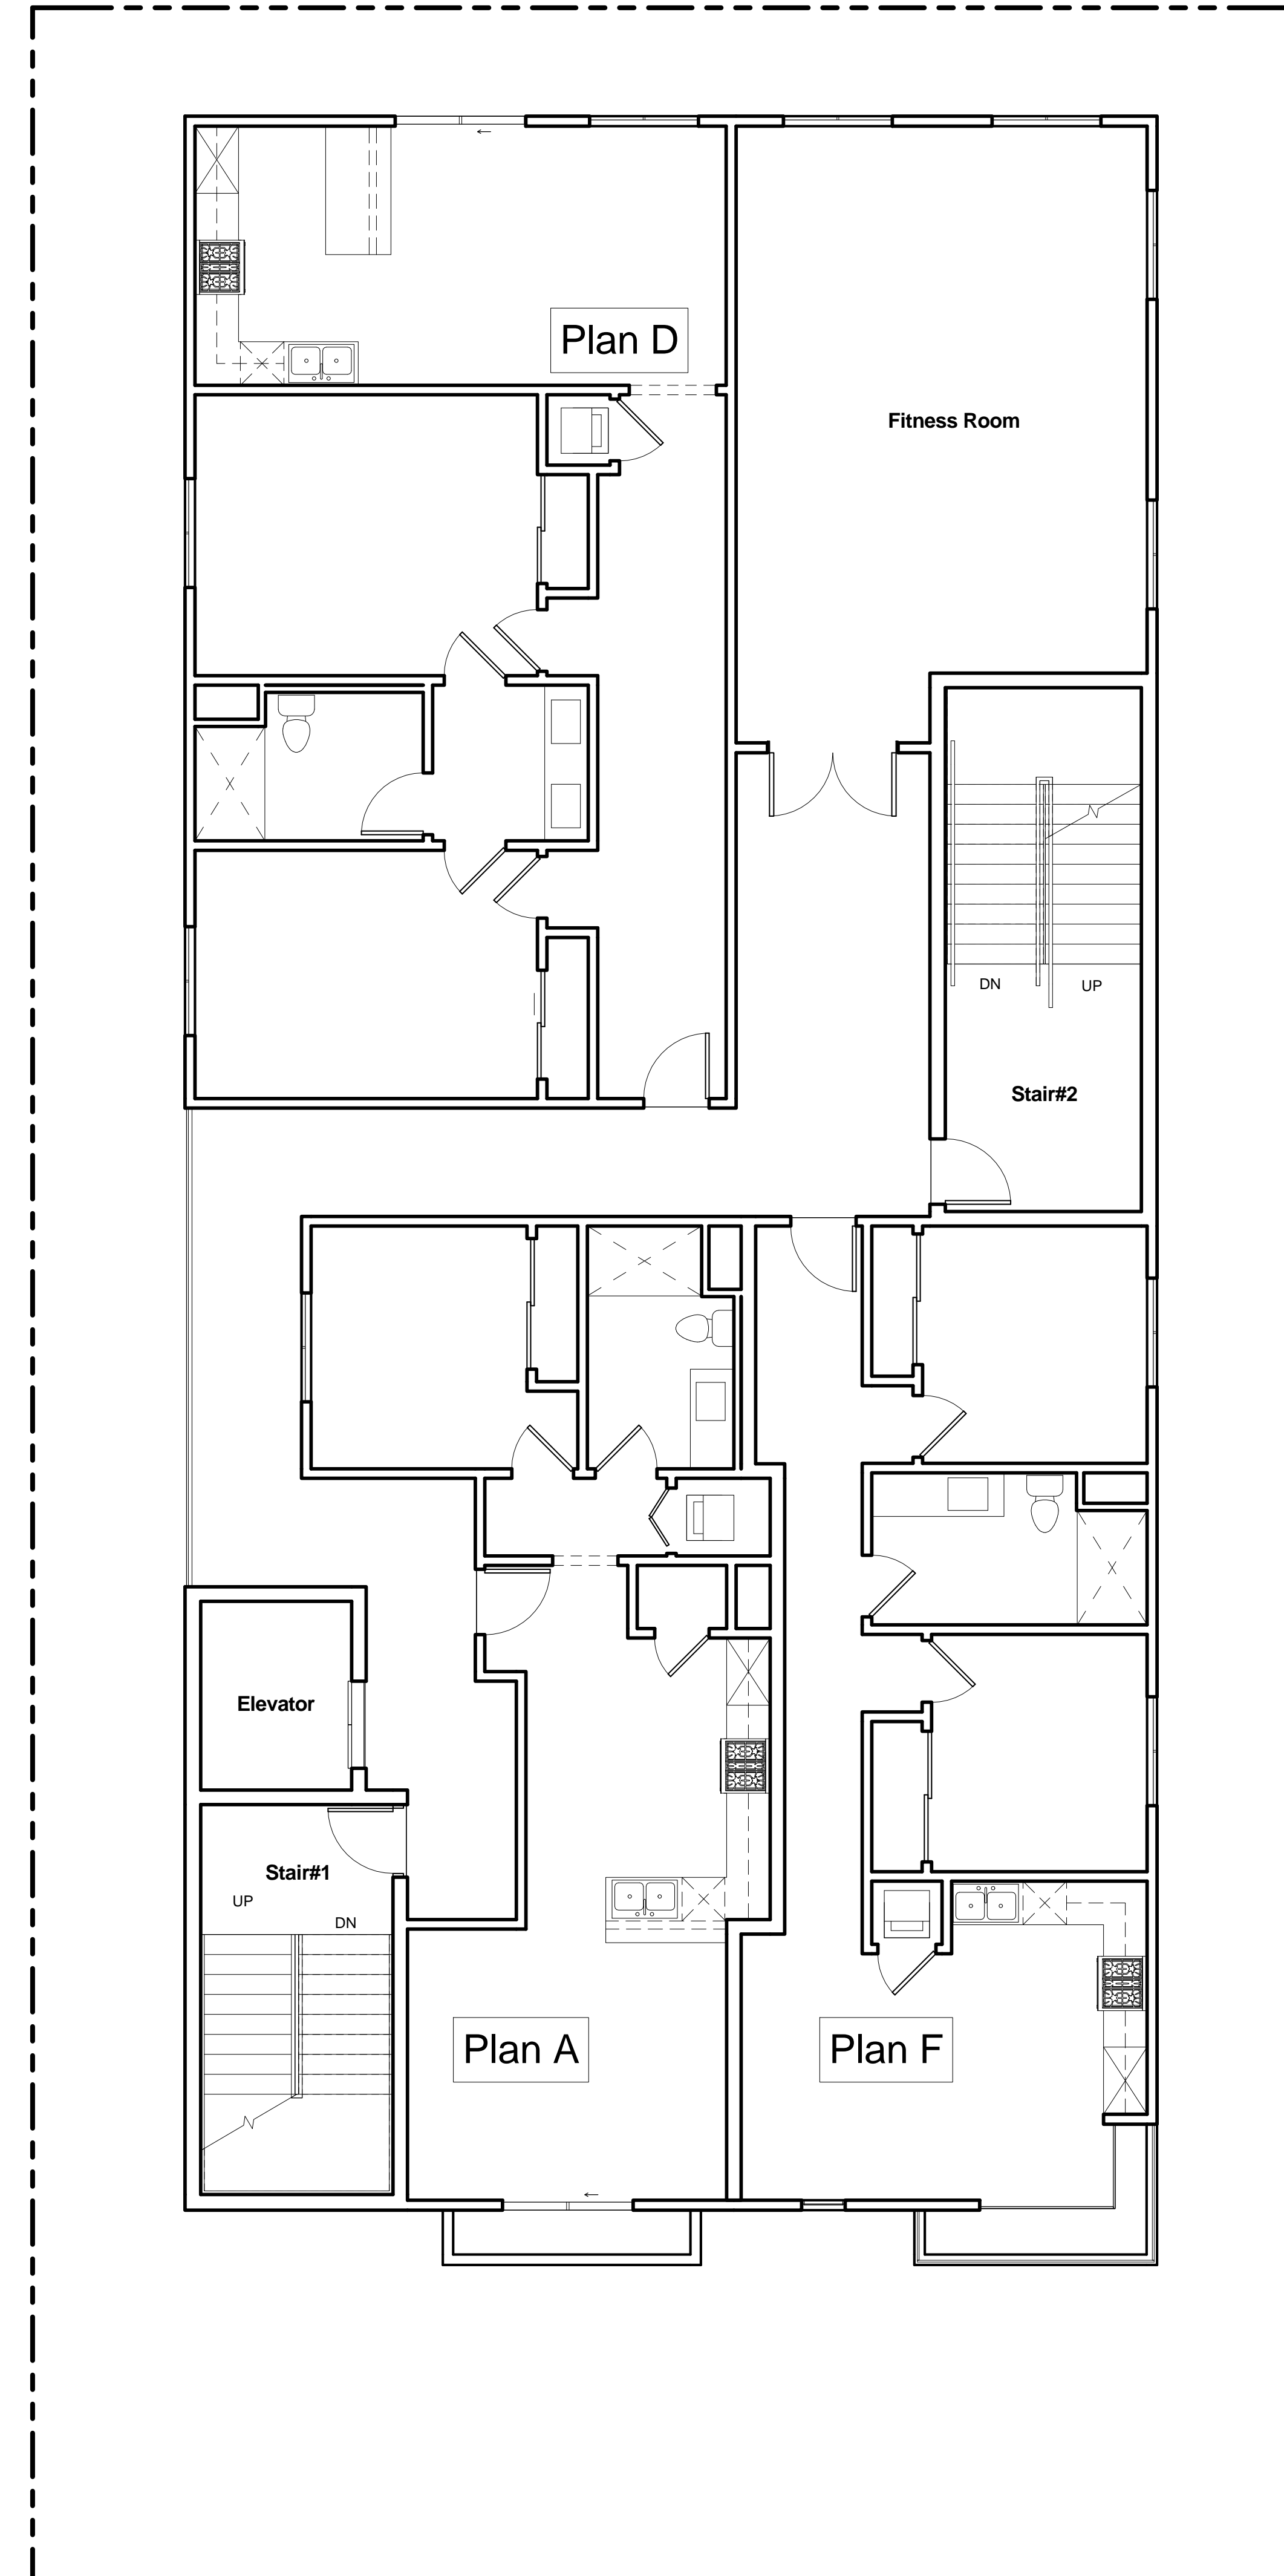 Plan D
Fitness Room
DN
UP
Stair#2
Elevator
Stair#1
UP
DN
Plan A
Plan F